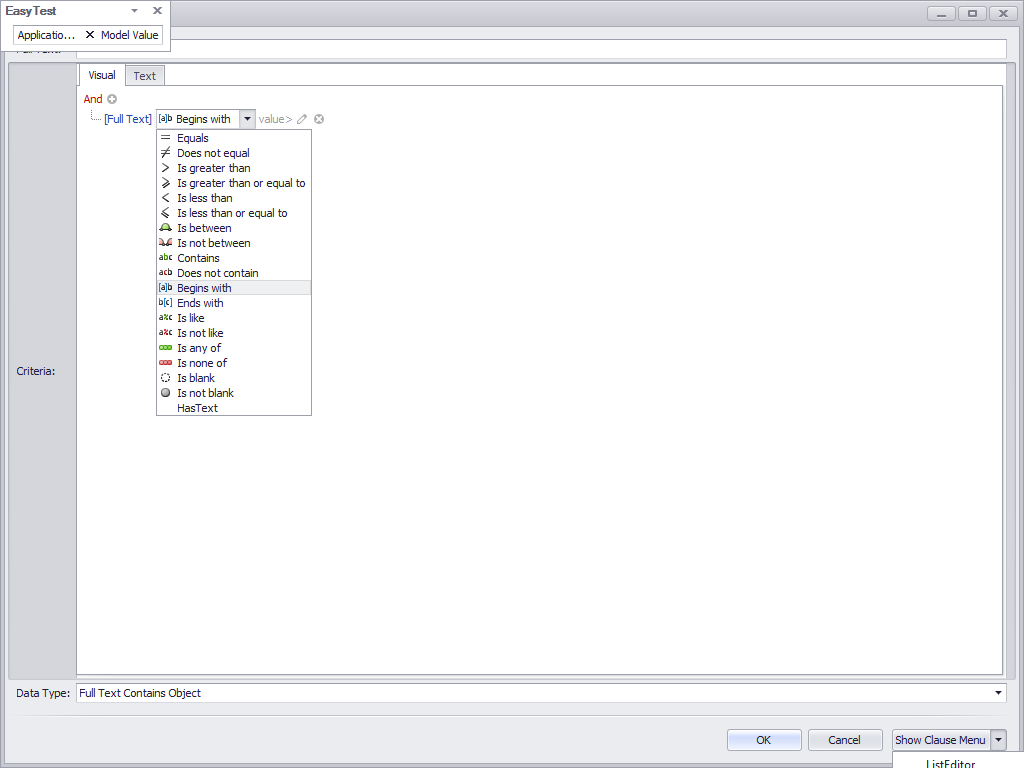 EasyTest
Applicatio... Model Value
Visual Text
And
[Full Text] [a]b Begins with value>
Equals
Does not equal
Is greater than
Is greater than or equal to
Is less than
Is less than or equal to
Is between
Is not between
abc Contains
acb Does not contain
[a]b Begins with
b[c] Ends with
a%c Is like
a%c Is not like
Is any of
Is none of
Is blank
Is not blank
HasText
Criteria:
Data Type: Full Text Contains Object
OK Cancel Show Clause Menu
ListEditor